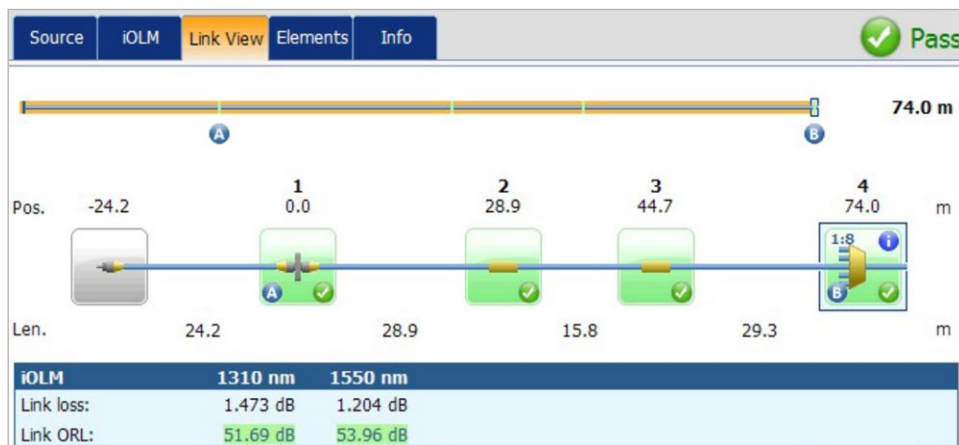 Source iOLM Link View Elements Info Pass
74.0 m
A B
1 2 3 4
Pos. -24.2 0.0 28.9 44.7 74.0 m
1:8 i
A B
Len. 24.2 28.9 15.8 29.3 m
iOLM 1310 nm 1550 nm
Link loss: 1.473 dB 1.204 dB
Link ORL: 51.69 dB 53.96 dB